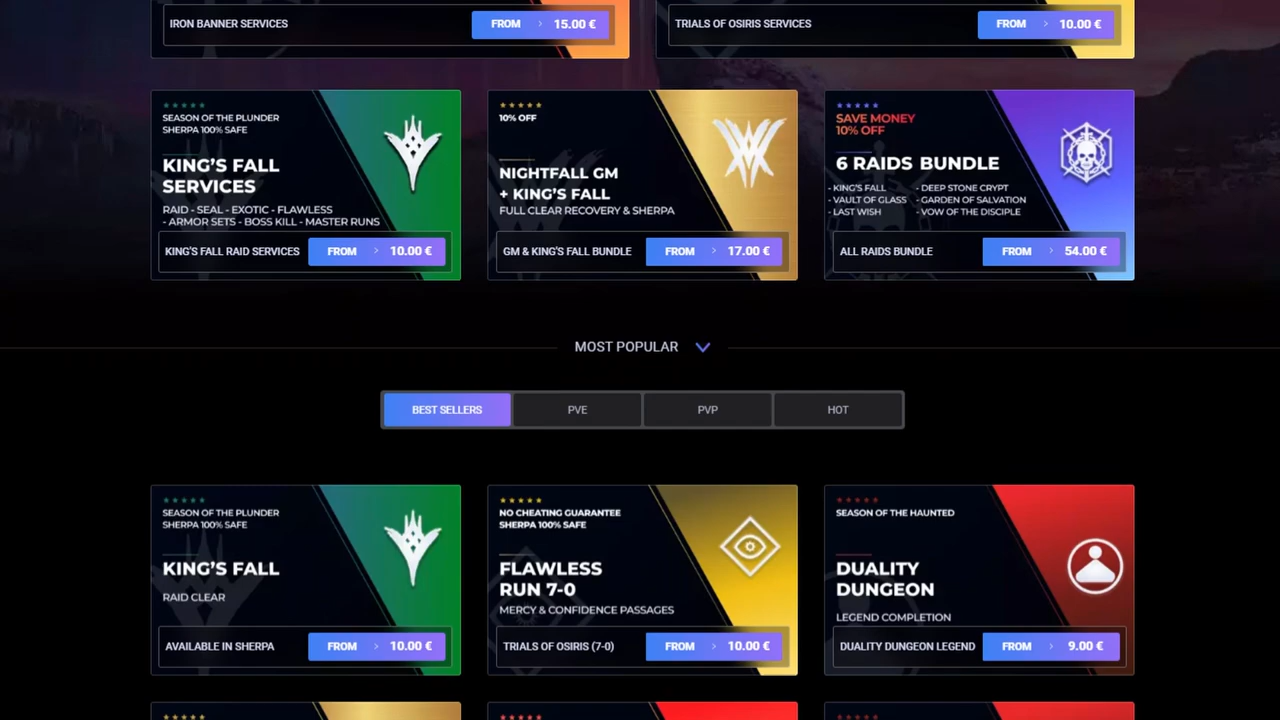 IRON BANNER SERVICES
FROM > 15.00 €
TRIALS OF OSIRIS SERVICES
FROM > 10.00 €
SEASON OF THE PLUNDER
SHERPA 100% SAFE
KING'S FALL
SERVICES
RAID - SEAL - EXOTIC - FLAWLESS
- ARMOR SETS - BOSS KILL - MASTER RUNS
KING'S FALL RAID SERVICES
FROM > 10.00 €
10% OFF
NIGHTFALL GM
+ KING'S FALL
FULL CLEAR RECOVERY & SHERPA
GM & KING'S FALL BUNDLE
FROM > 17.00 €
SAVE MONEY
10% OFF
6 RAIDS BUNDLE
- KING'S FALL - DEEP STONE CRYPT
- VAULT OF GLASS - GARDEN OF SALVATION
- LAST WISH - VOW OF THE DISCIPLE
ALL RAIDS BUNDLE
FROM > 54.00 €
MOST POPULAR
BEST SELLERS
PVE
PVP
HOT
SEASON OF THE PLUNDER
SHERPA 100% SAFE
KING'S FALL
RAID CLEAR
AVAILABLE IN SHERPA
FROM > 10.00 €
NO CHEATING GUARANTEE
SHERPA 100% SAFE
FLAWLESS
RUN 7-0
MERCY & CONFIDENCE PASSAGES
TRIALS OF OSIRIS (7-0)
FROM > 10.00 €
SEASON OF THE HAUNTED
DUALITY
DUNGEON
LEGEND COMPLETION
DUALITY DUNGEON LEGEND
FROM > 9.00 €